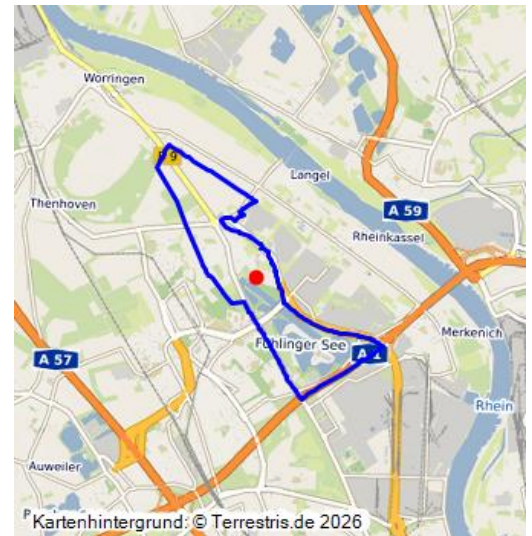 Worringen
B 9
Langel
Thenhoven
A 59
Rheinkassel
Merkenich
Fühlinger See
A 1
A 57
Rhein
Auweiler
Kartenhintergrund: © Terrestris.de 2026